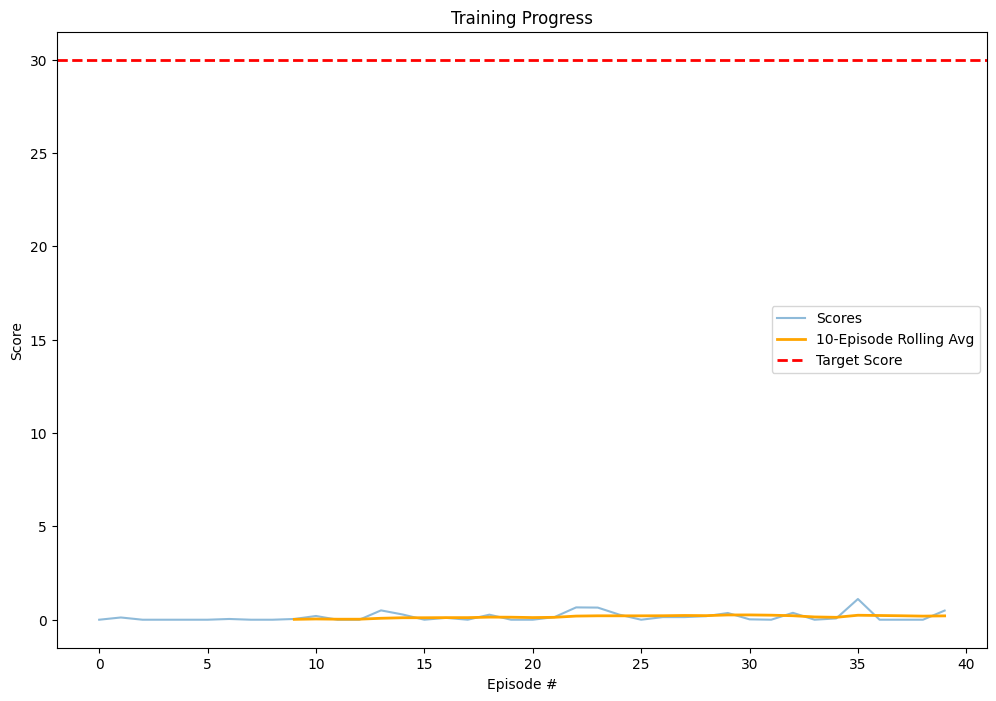 Training Progress
30
25
20
15
10
5
0
Score
Scores
10-Episode Rolling Avg
Target Score
0 5 10 15 20 25 30 35 40
Episode #